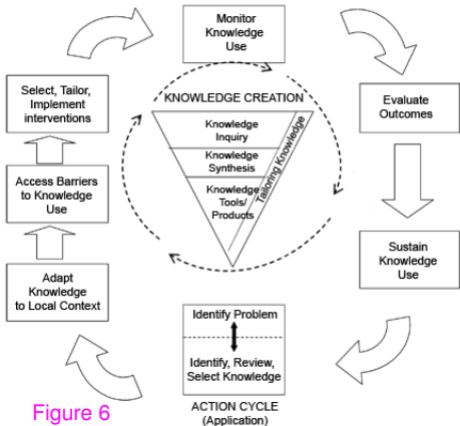 Monitor
Knowledge
Use
Select, Tailor,
Implement
interventions
KNOWLEDGE CREATION
Evaluate
Outcomes
Knowledge
Inquiry
Knowledge
Synthesis
Knowledge
Tools/
Products
Tailoring Knowledge
Access Barriers
to Knowledge
Use
Sustain
Knowledge
Use
Adapt
Knowledge
to Local Context
Identify Problem
Identify, Review,
Select Knowledge
ACTION CYCLE
(Application)
Figure 6